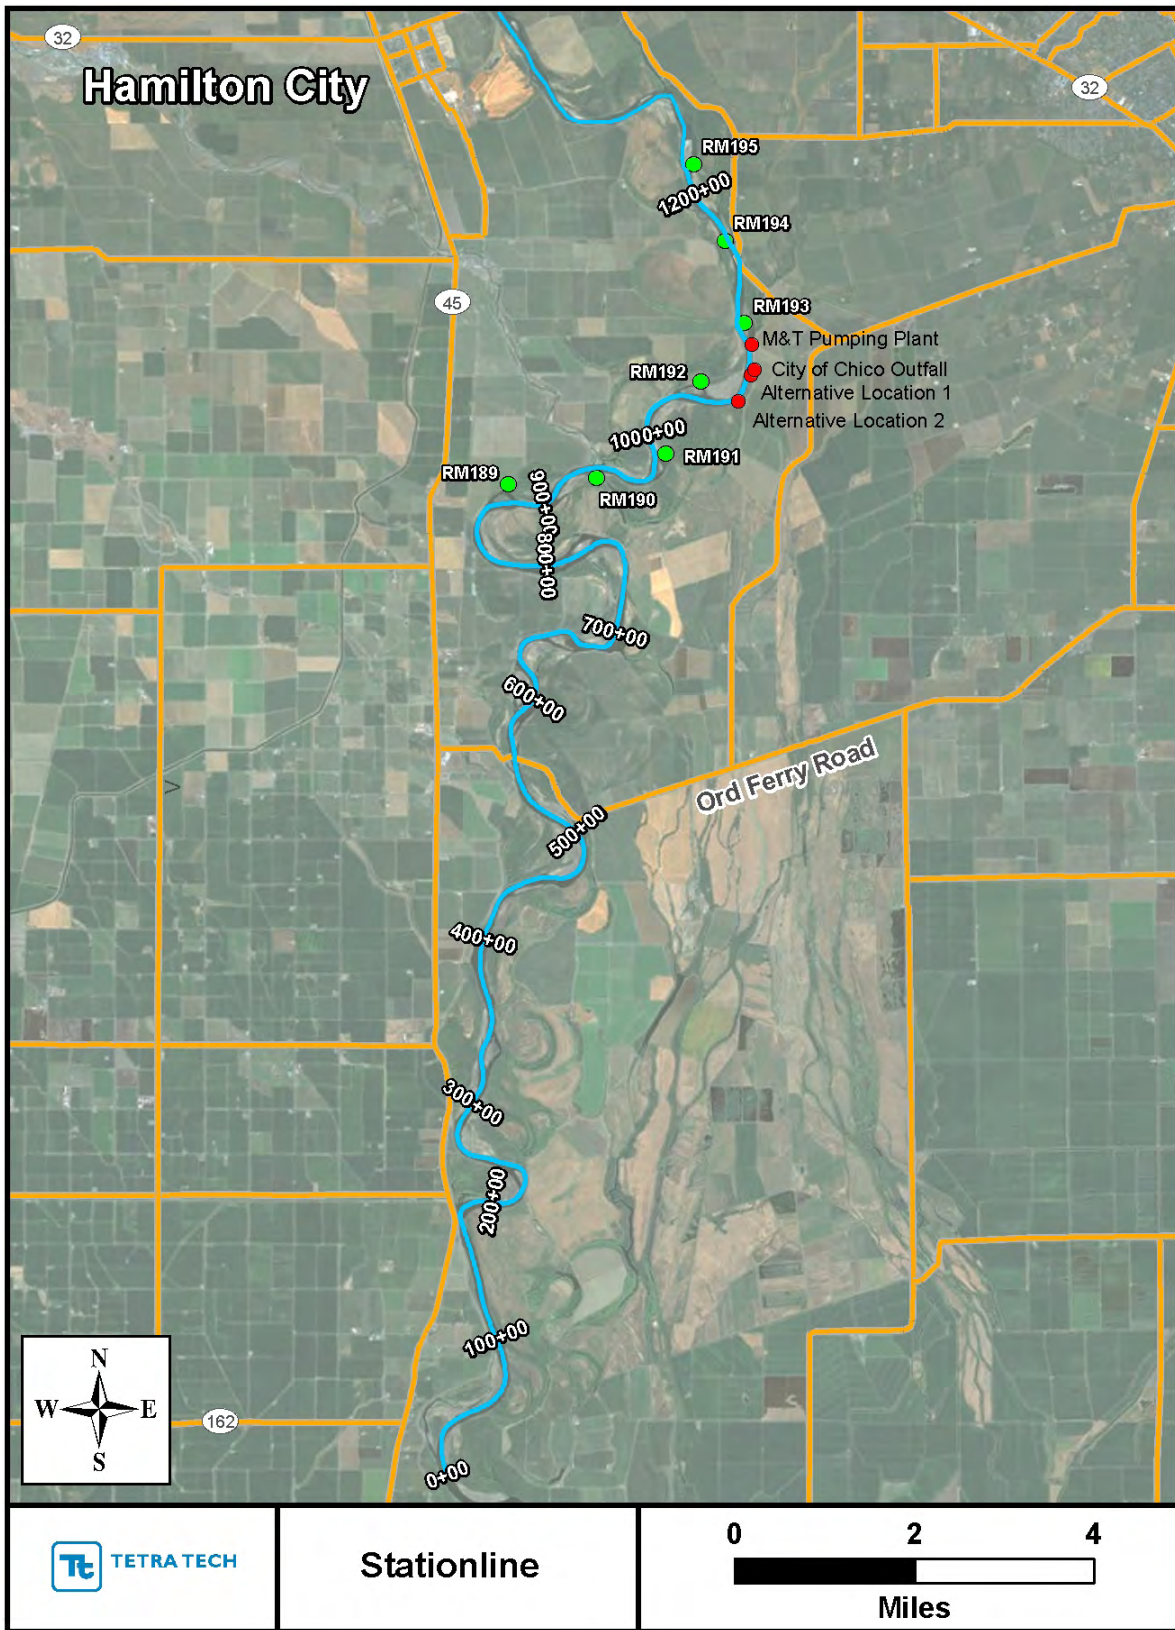 32
Hamilton City
32
RM195
1200+00
RM194
45
RM193
M&T Pumping Plant
RM192
City of Chico Outfall
Alternative Location 1
Alternative Location 2
1000+00
RM191
RM189
900+00
RM190
800+00
700+00
600+00
Ord Ferry Road
500+00
400+00
300+00
200+00
100+00
N
W
E
S
162
0+00
Tt TETRA TECH
Stationline
0 2 4
Miles